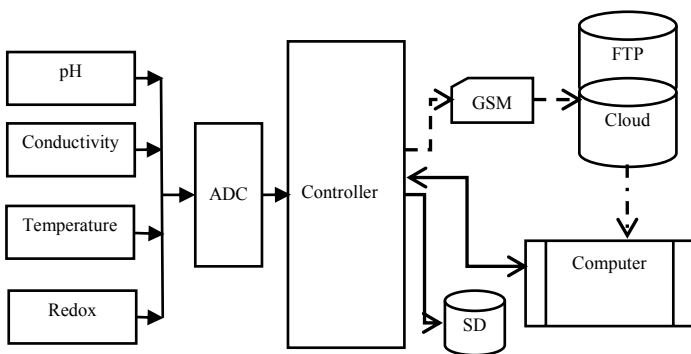 pH
Conductivity
Temperature
Redox
ADC
Controller
GSM
FTP
Cloud
Computer
SD